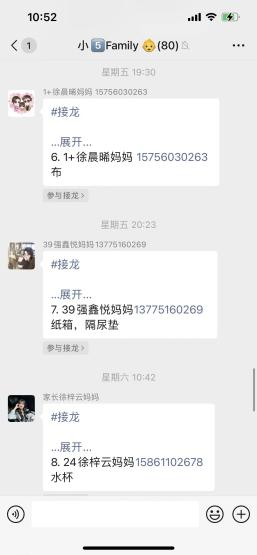 10:52
1
小5Family (80)
星期五 19:30
1+徐晨晞妈妈 15756030263
#接龙
...展开...
6. 1+徐晨晞妈妈 15756030263
布
参与接龙
星期五 20:23
39强鑫悦妈妈13775160269
#接龙
...展开...
7. 39强鑫悦妈妈13775160269
纸箱，隔尿垫
参与接龙
星期六 10:42
家长徐梓云妈妈
#接龙
...展开...
8. 24徐梓云妈妈15861102678
水杯